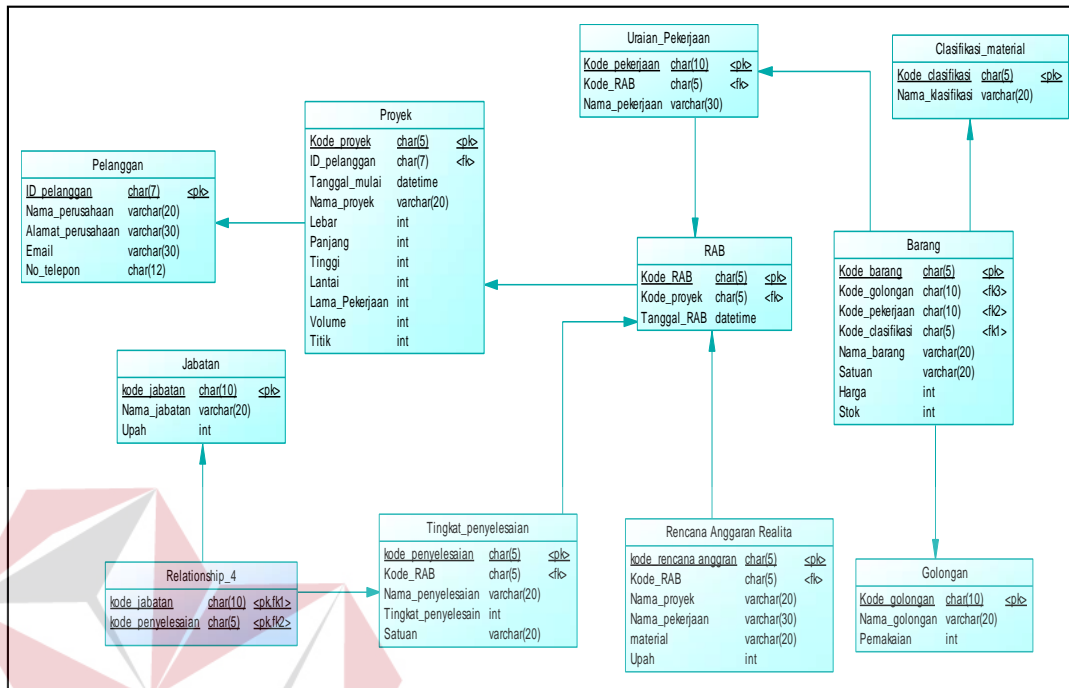 Uraian_Pekerjaan
Kode_pekerjaan char(10) <pk>
Kode_RAB char(5) <fk>
Nama_pekerjaan varchar(30)
Clasifikasi_material
Kode_clasifikasi char(5) <pk>
Nama_klasifikasi varchar(20)
Proyek
Kode_proyek char(5) <pk>
ID_pelanggan char(7) <fk>
Tanggal_mulai datetime
Nama_proyek varchar(20)
Lebar int
Panjang int
Tinggi int
Lantai int
Lama_Pekerjaan int
Volume int
Titik int
Pelanggan
ID_pelanggan char(7) <pk>
Nama_perusahaan varchar(20)
Alamat_perusahaan varchar(30)
Email varchar(30)
No_telepon char(12)
RAB
Kode_RAB char(5) <pk>
Kode_proyek char(5) <fk>
Tanggal_RAB datetime
Barang
Kode_barang char(5) <pk>
Kode_golongan char(10) <fk3>
Kode_pekerjaan char(10) <fk2>
Kode_clasifikasi char(5) <fk1>
Nama_barang varchar(20)
Satuan varchar(20)
Harga int
Stok int
Jabatan
kode_jabatan char(10) <pk>
Nama_jabatan varchar(20)
Upah int
Relationship_4
kode_jabatan char(10) <pk,fk1>
kode_penyelesaian char(5) <pk,fk2>
Tingkat_penyelesaian
kode_penyelesaian char(5) <pk>
Kode_RAB char(5) <fk>
Nama_penyelesaian varchar(20)
Tingkat_penyelesain int
Satuan varchar(20)
Rencana Anggaran Realita
kode_rencana anggran char(5) <pk>
Kode_RAB char(5) <fk>
Nama_proyek varchar(20)
Nama_pekerjaan varchar(30)
material varchar(20)
Upah int
Golongan
Kode_golongan char(10) <pk>
Nama_golongan varchar(20)
Pemakaian int